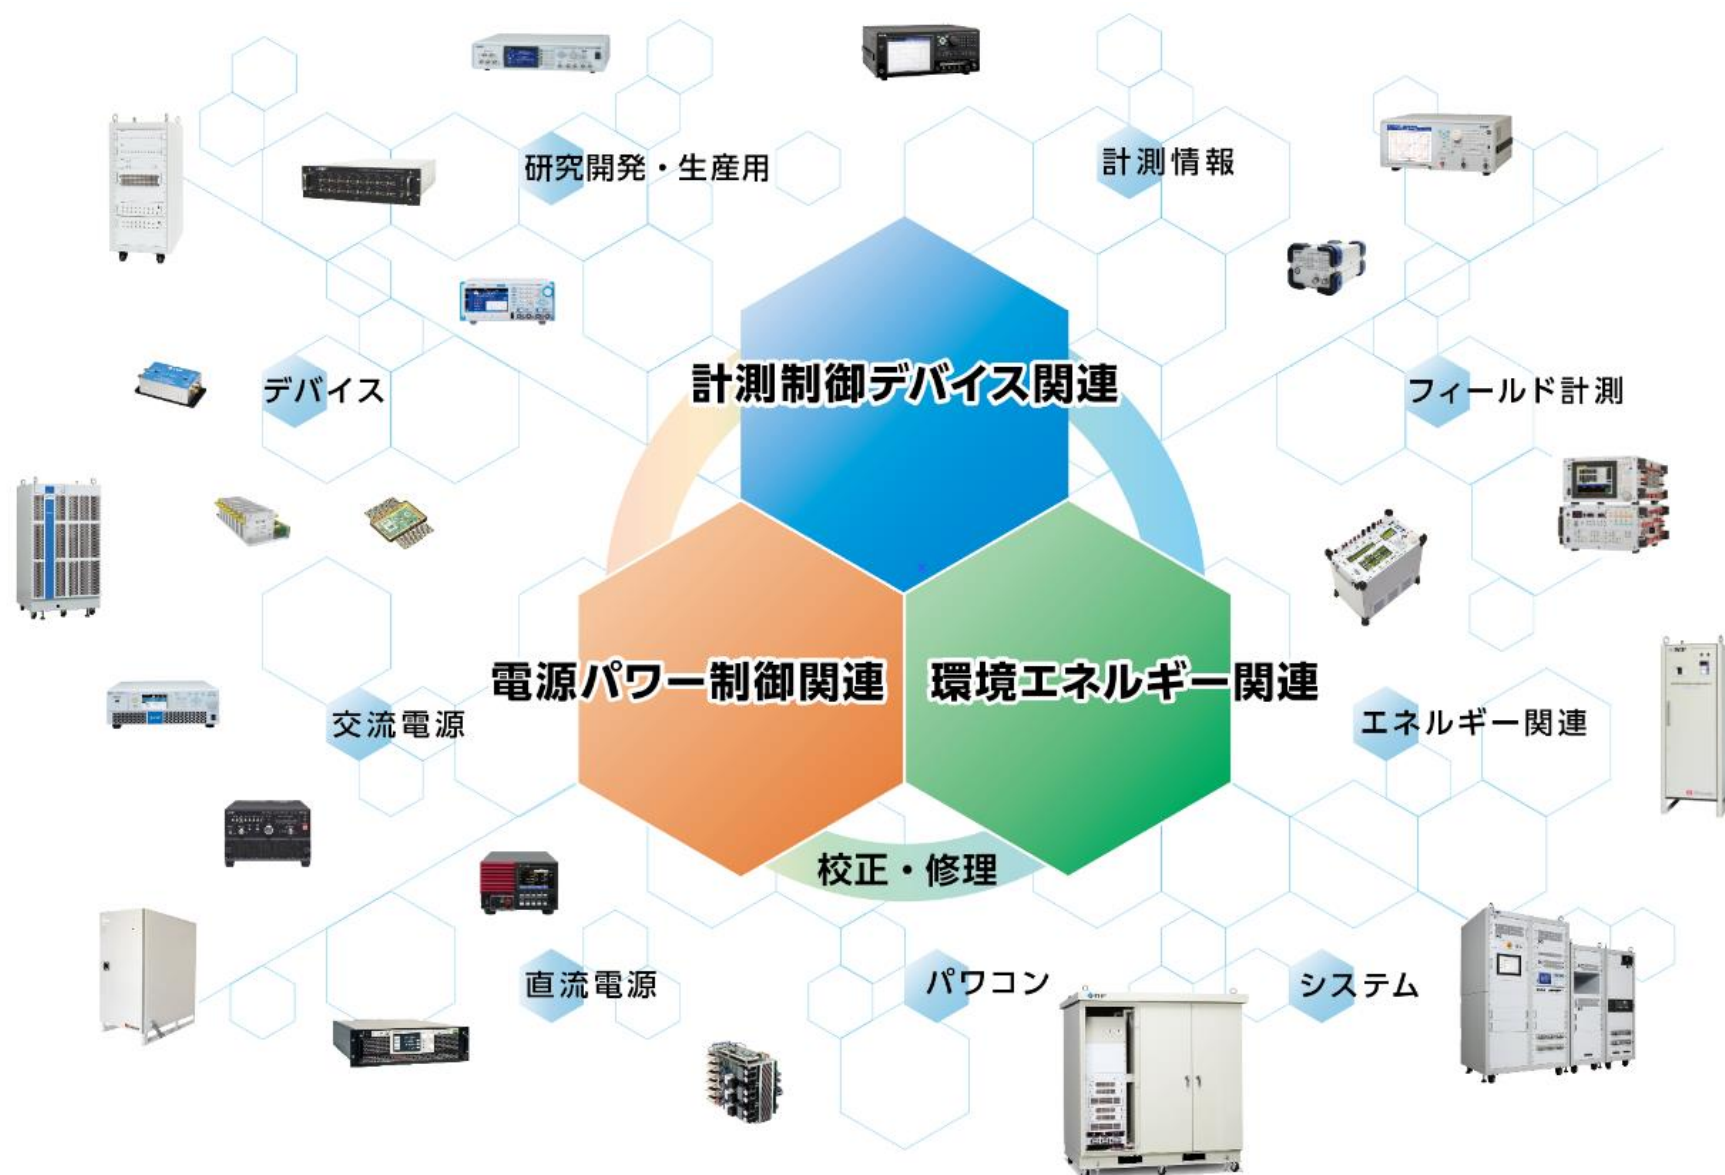 研究開発・生産用
計測情報
デバイス
計測制御デバイス関連
フィールド計測
電源パワー制御関連
環境エネルギー関連
交流電源
エネルギー関連
校正・修理
直流電源
パワコン
システム